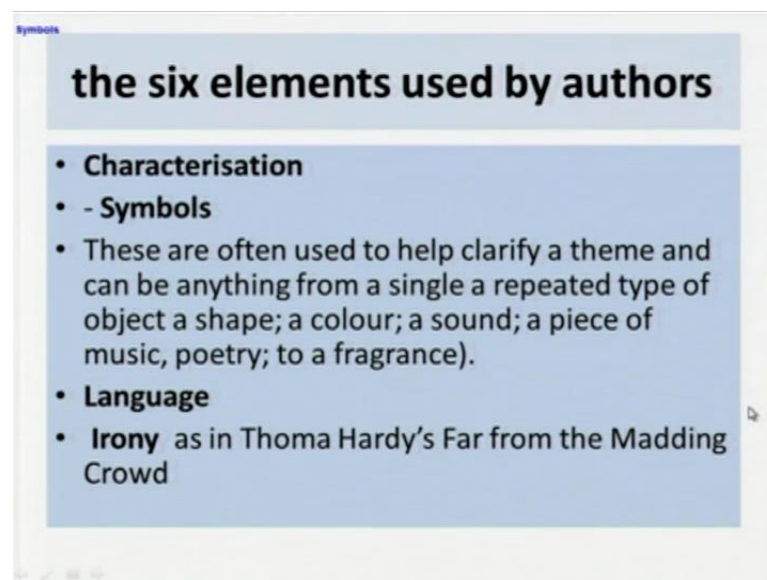 Symbols
the six elements used by authors
• Characterisation
• - Symbols
• These are often used to help clarify a theme and
can be anything from a single a repeated type of
object a shape; a colour; a sound; a piece of
music, poetry; to a fragrance).
• Language
• Irony as in Thoma Hardy's Far from the Madding
Crowd